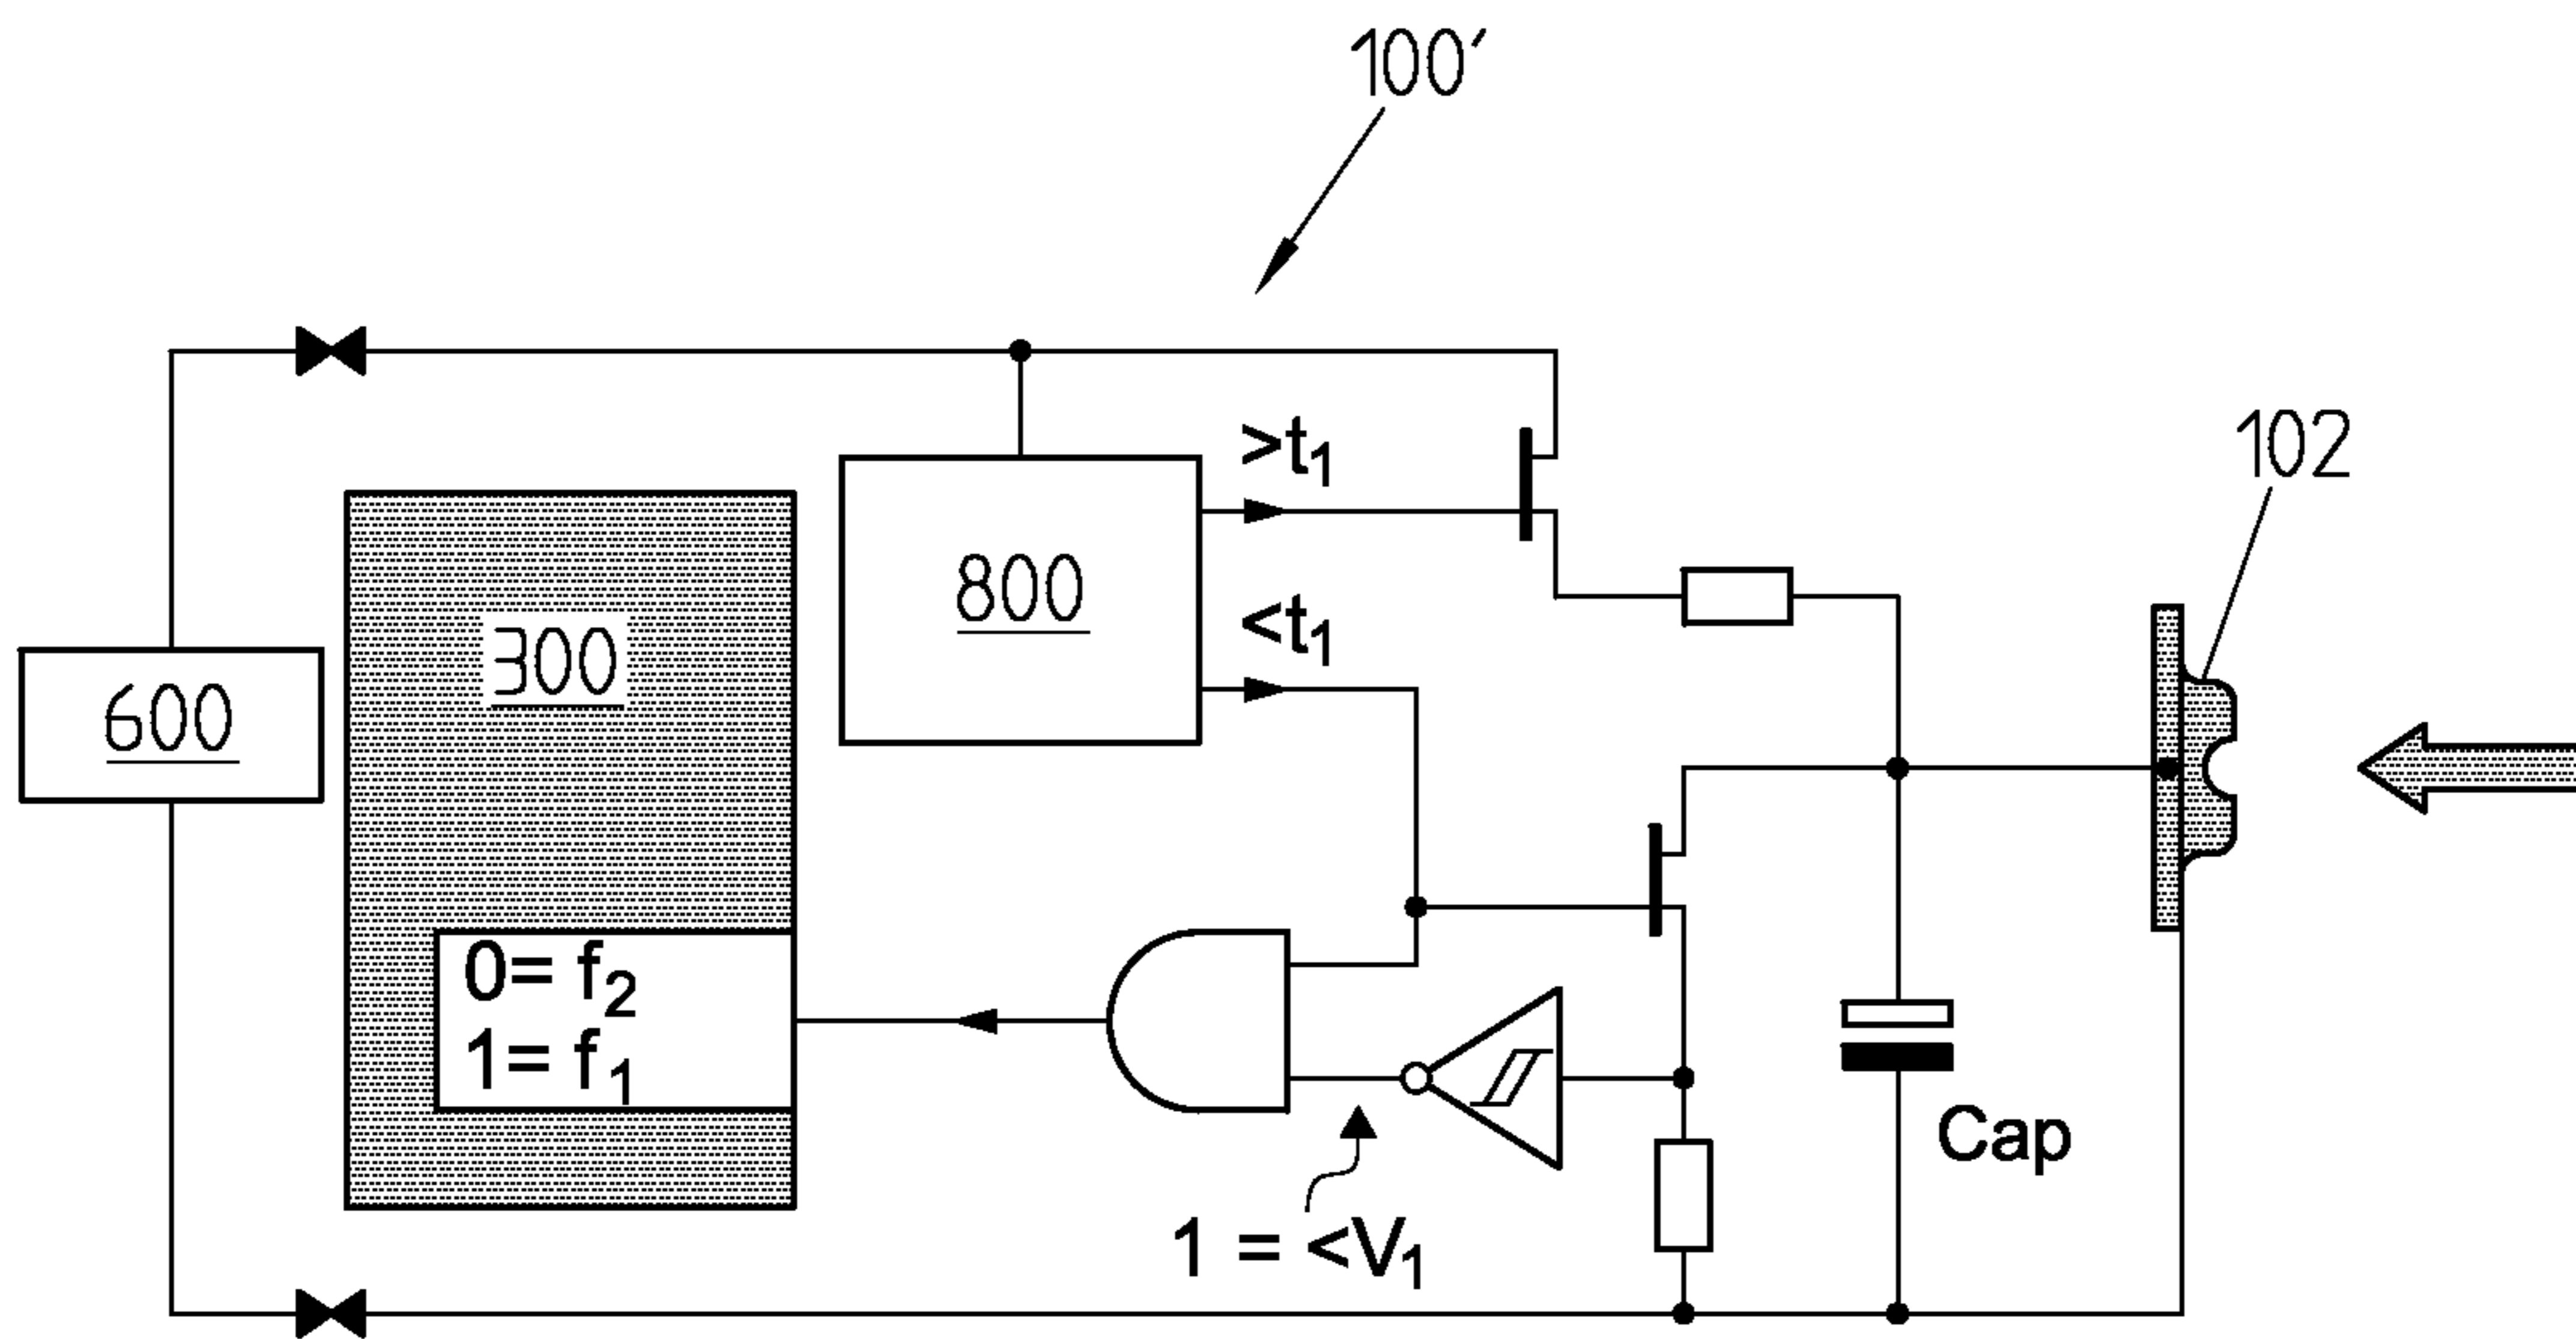 100′
102
>t₁
800
<t₁
300
600
0= f₂
1= f₁
Cap
1 = <V₁